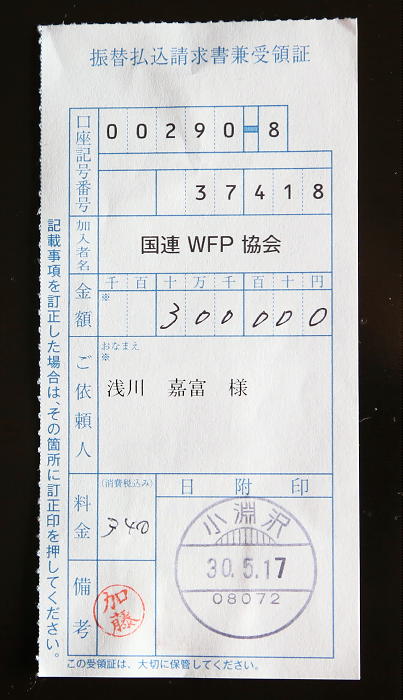 振替払込請求書兼受領証
口座記号番号
00290-8
37418
加入者名
国連 WFP 協会
金額
千百十万千百十円
※
300000
ご依頼人
おなまえ
※
浅川 嘉富 様
料金
(消費税込み)
340
日附印
小淵沢
30.5.17
08072
備考
加藤
記載事項を訂正した場合は、その箇所に訂正印を押してください。
この受領証は、大切に保管してください。